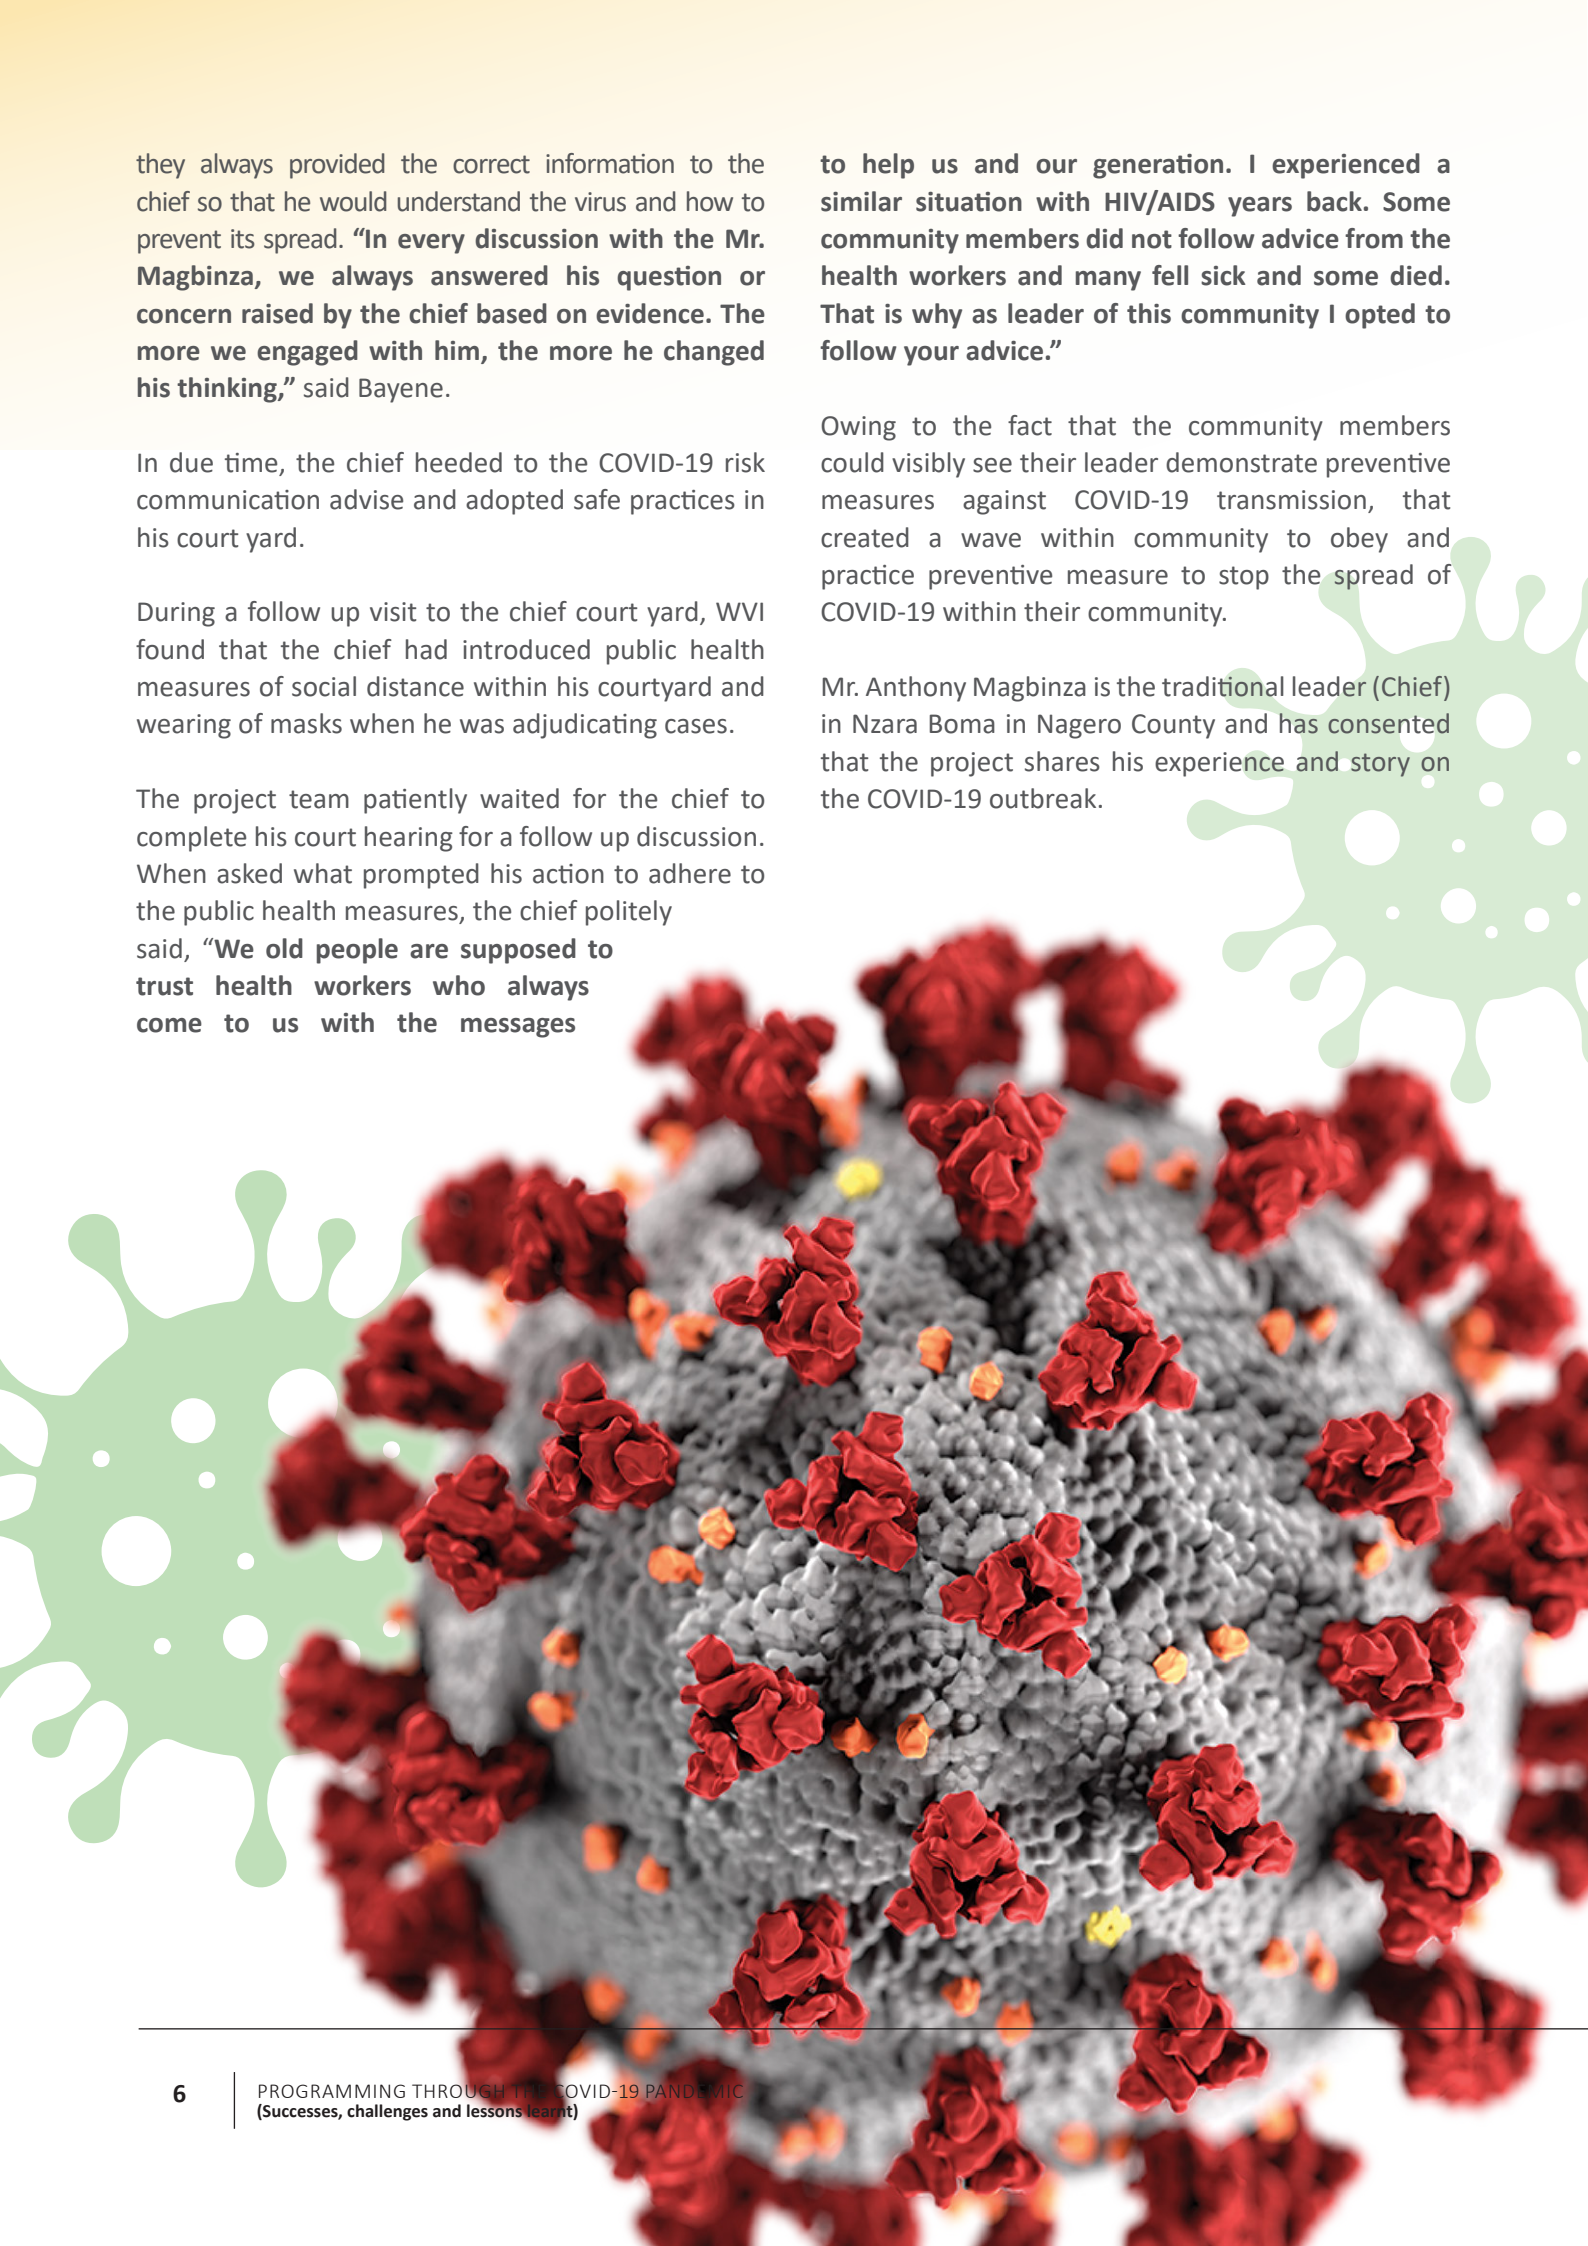 they always provided the correct information to the
chief so that he would understand the virus and how to
prevent its spread. “In every discussion with the Mr.
Magbinza, we always answered his question or
concern raised by the chief based on evidence. The
more we engaged with him, the more he changed
his thinking,” said Bayene.
In due time, the chief heeded to the COVID-19 risk
communication advise and adopted safe practices in
his court yard.
During a follow up visit to the chief court yard, WVI
found that the chief had introduced public health
measures of social distance within his courtyard and
wearing of masks when he was adjudicating cases.
The project team patiently waited for the chief to
complete his court hearing for a follow up discussion.
When asked what prompted his action to adhere to
the public health measures, the chief politely
said, “We old people are supposed to
trust health workers who always
come to us with the messages
to help us and our generation. I experienced a
similar situation with HIV/AIDS years back. Some
community members did not follow advice from the
health workers and many fell sick and some died.
That is why as leader of this community I opted to
follow your advice.”
Owing to the fact that the community members
could visibly see their leader demonstrate preventive
measures against COVID-19 transmission, that
created a wave within community to obey and
practice preventive measure to stop the spread of
COVID-19 within their community.
Mr. Anthony Magbinza is the traditional leader (Chief)
in Nzara Boma in Nagero County and has consented
that the project shares his experience and story on
the COVID-19 outbreak.
6
PROGRAMMING THROUGH THE COVID-19 PANDEMIC
(Successes, challenges and lessons learnt)